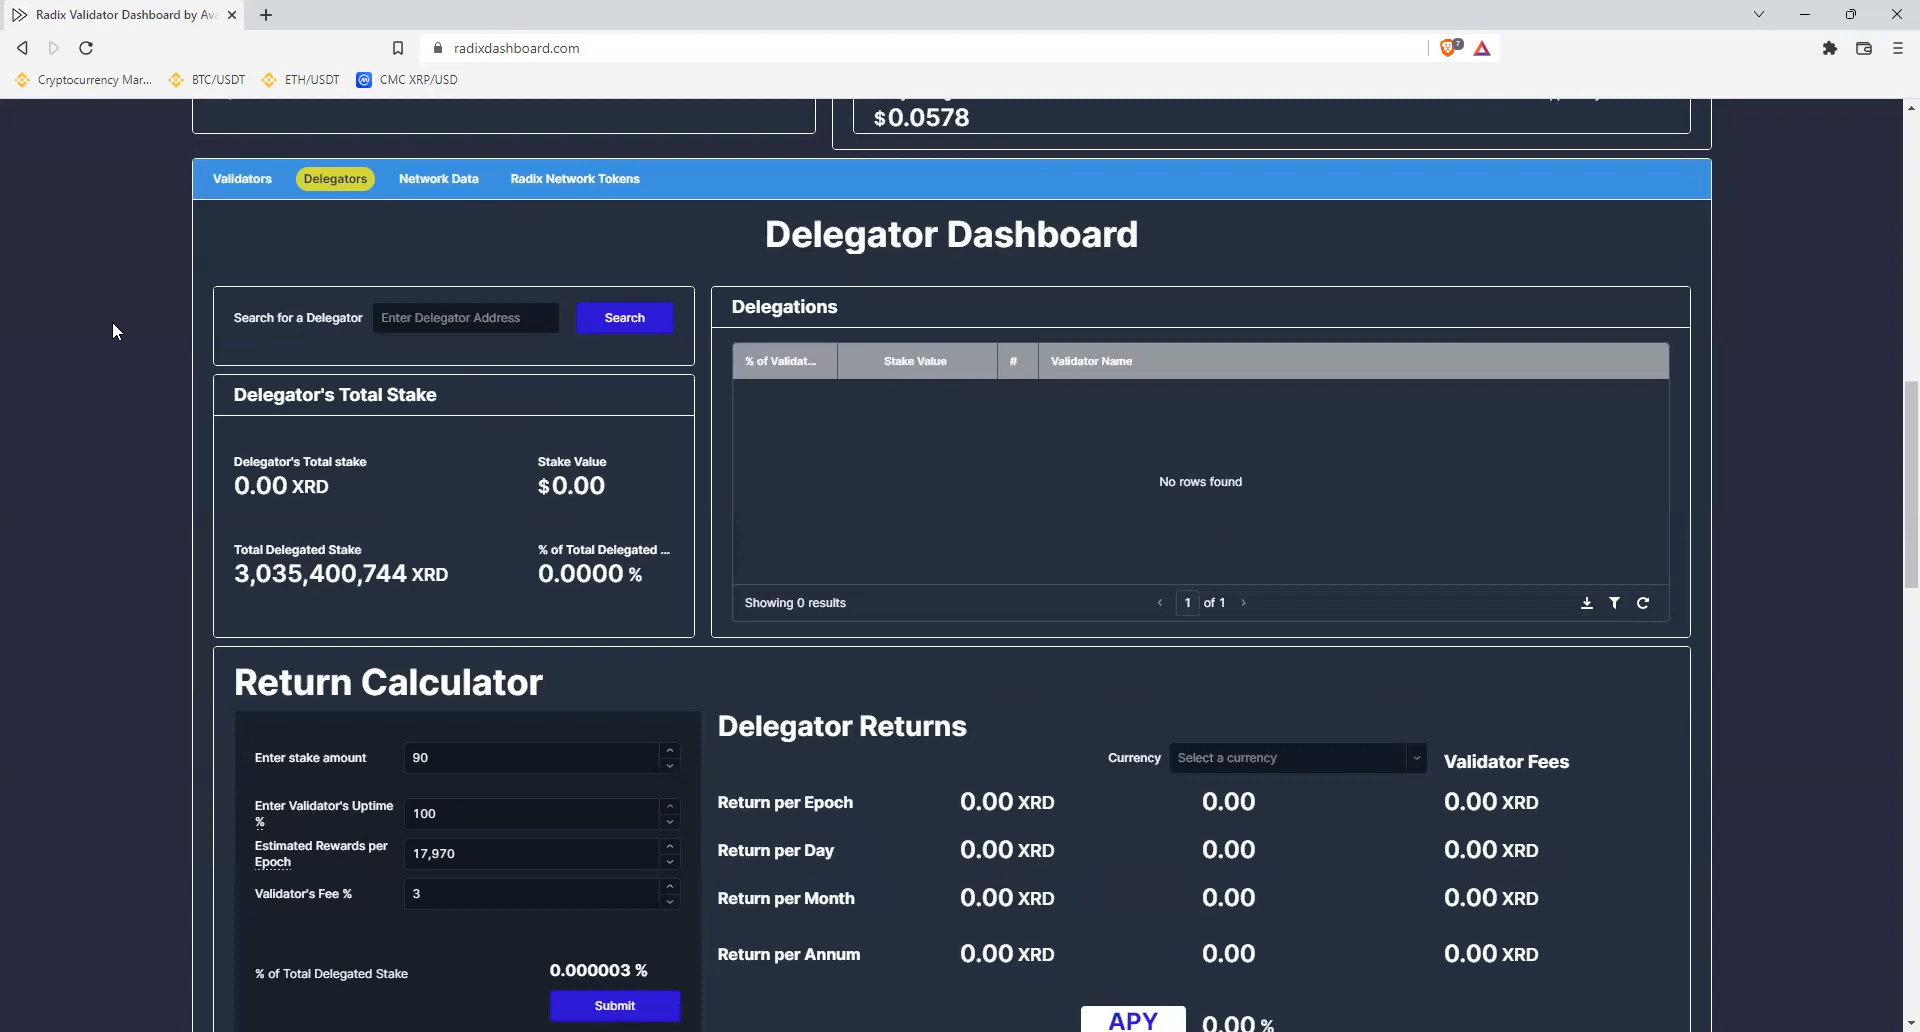 Radix Validator Dashboard by Ava
radixdashboard.com
7
Cryptocurrency Mar...
BTC/USDT
ETH/USDT
CMC XRP/USD
$0.0578
Validators
Delegators
Network Data
Radix Network Tokens
Delegator Dashboard
Search for a Delegator
Enter Delegator Address
Search
Delegator's Total Stake
Delegator's Total stake
Stake Value
0.00 XRD
$0.00
Total Delegated Stake
% of Total Delegated ...
3,035,400,744 XRD
0.0000 %
Delegations
% of Validat...
Stake Value
#
Validator Name
No rows found
Showing 0 results
1 of 1
Return Calculator
Enter stake amount
90
Enter Validator's Uptime
%
100
Estimated Rewards per
Epoch
17,970
Validator's Fee %
3
% of Total Delegated Stake
0.000003 %
Submit
Delegator Returns
Currency
Select a currency
Validator Fees
Return per Epoch
0.00 XRD
0.00
0.00 XRD
Return per Day
0.00 XRD
0.00
0.00 XRD
Return per Month
0.00 XRD
0.00
0.00 XRD
Return per Annum
0.00 XRD
0.00
0.00 XRD
APY
0.00 %